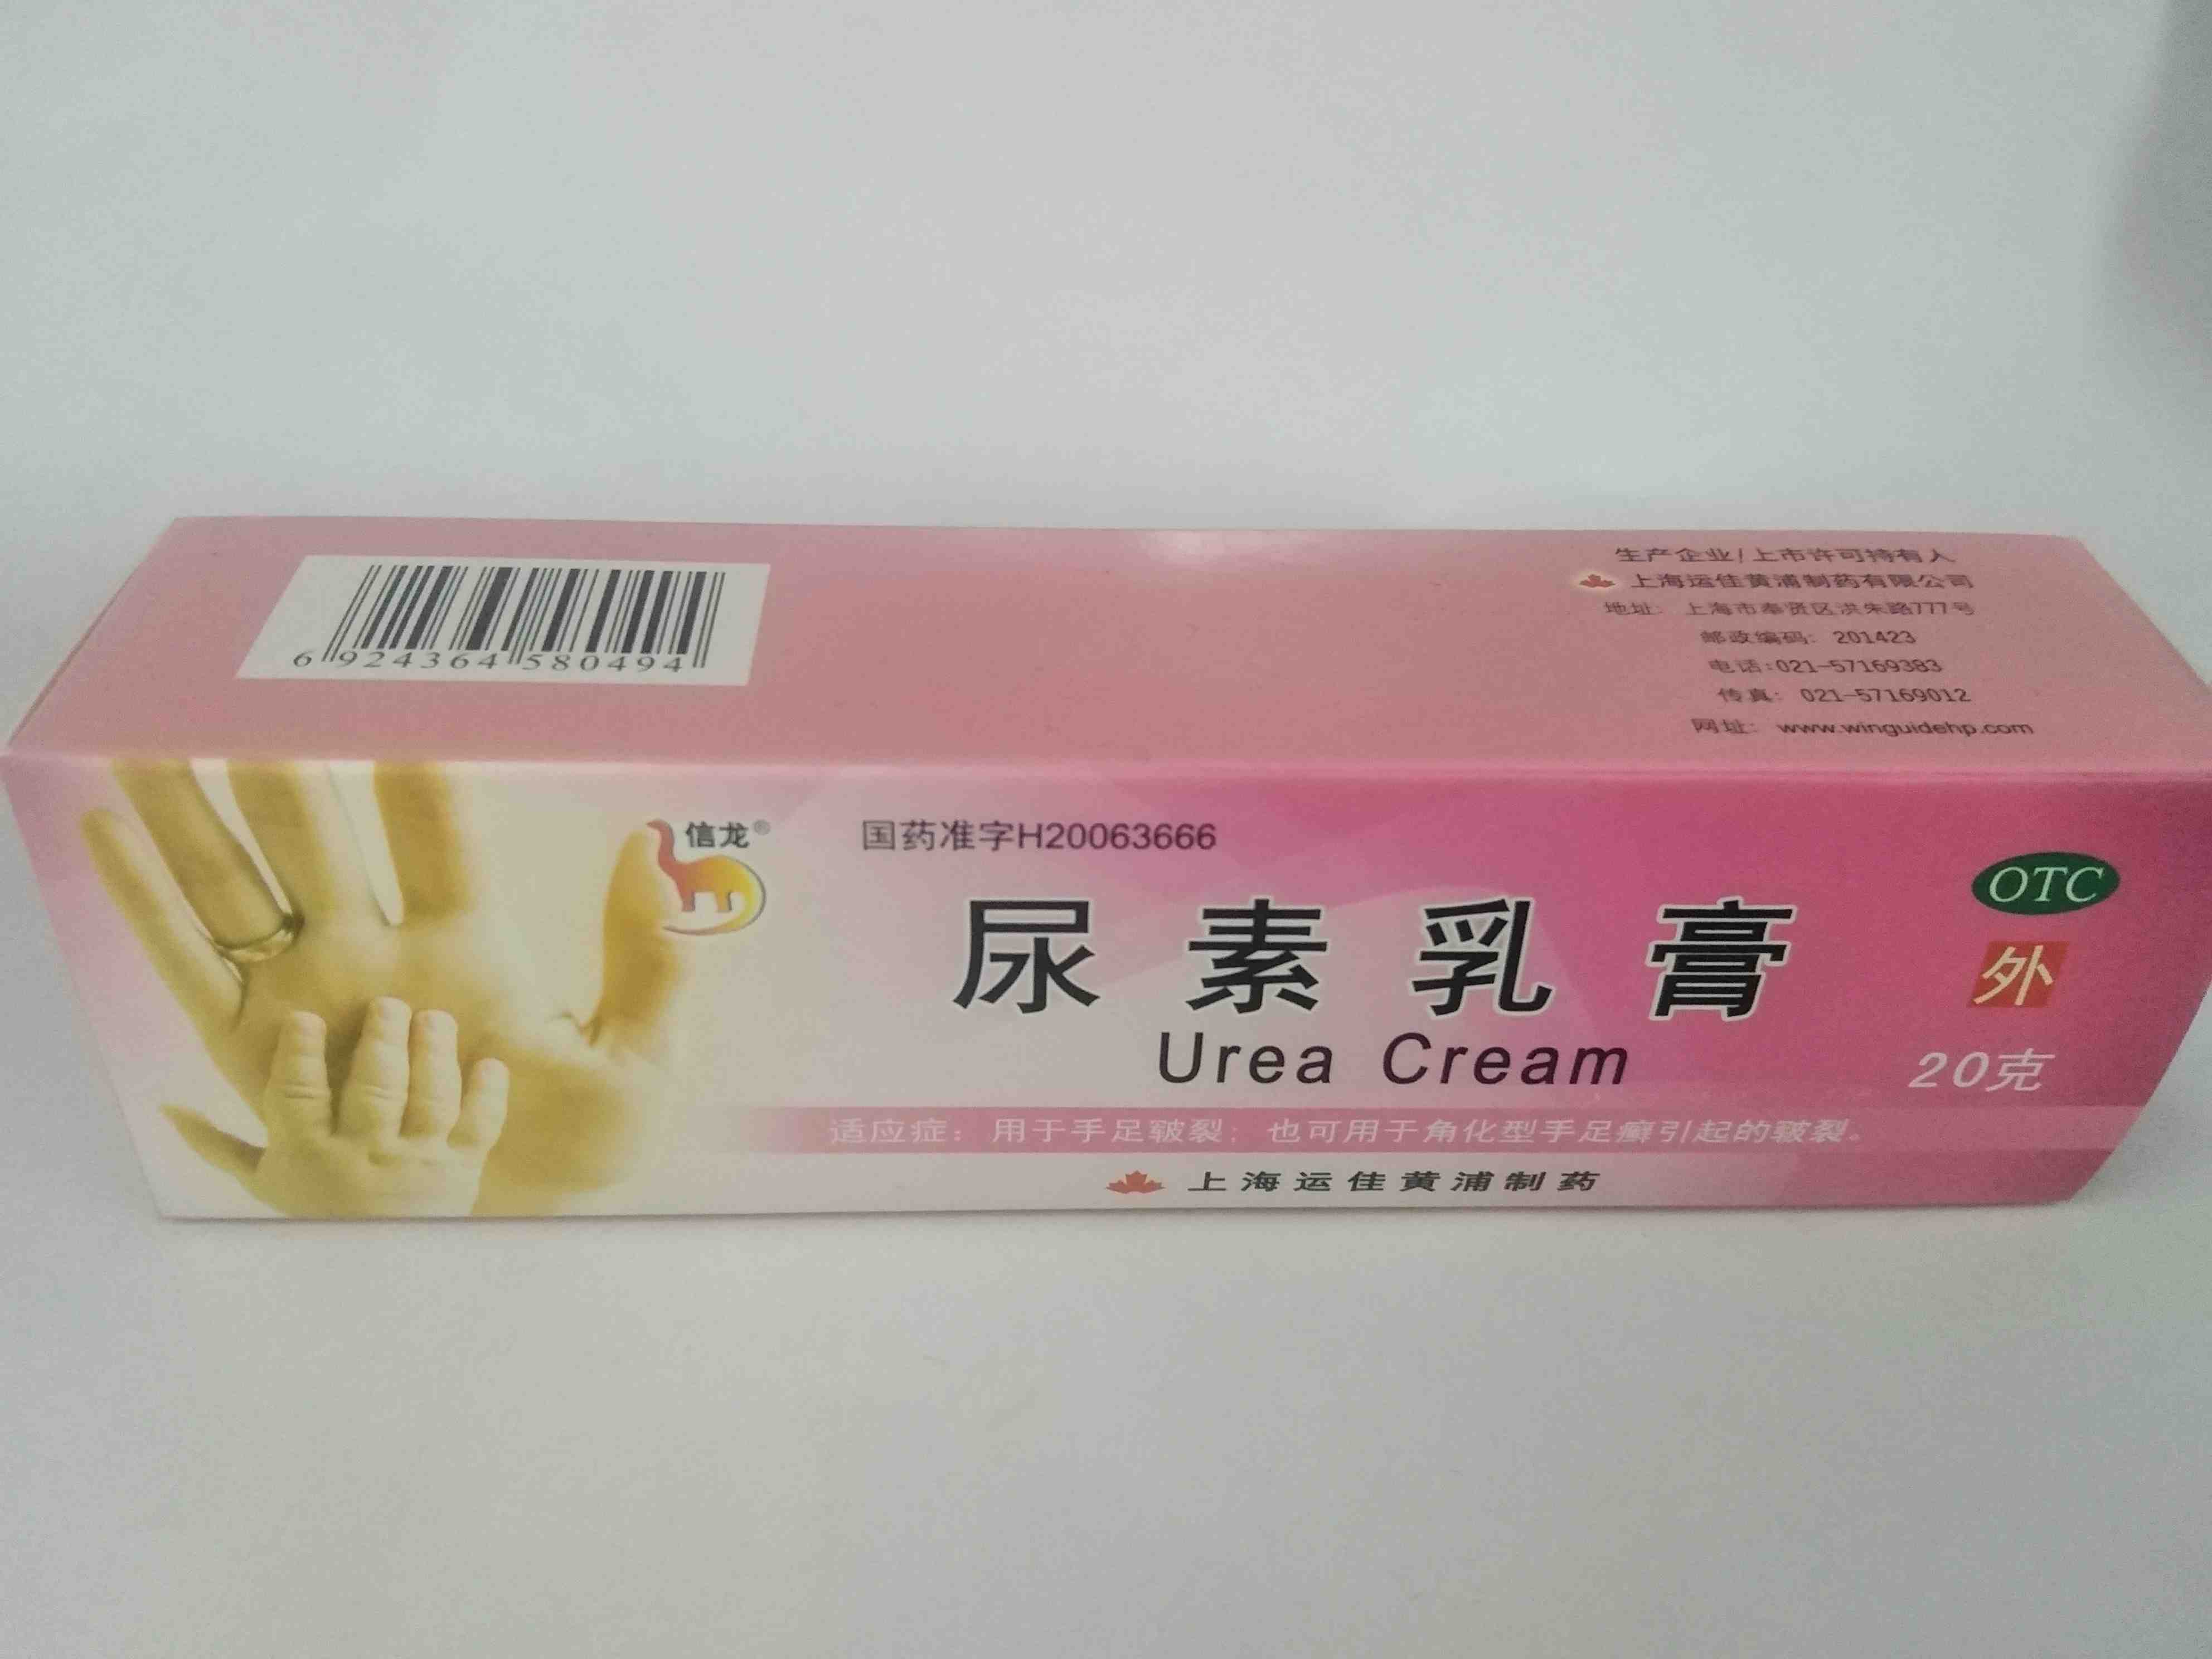 生产企业/上市许可持有人
上海运佳黄浦制药有限公司
地址: 上海市奉贤区洪朱路777号
邮政编码: 201423
电话:021-57169383
传真: 021-57169012
网址: www.winguidehp.com
6 924364 580494
信龙®
国药准字H20063666
OTC
尿素乳膏
外
Urea Cream
20克
适应症: 用于手足皲裂; 也可用于角化型手足癣引起的皲裂。
上海运佳黄浦制药